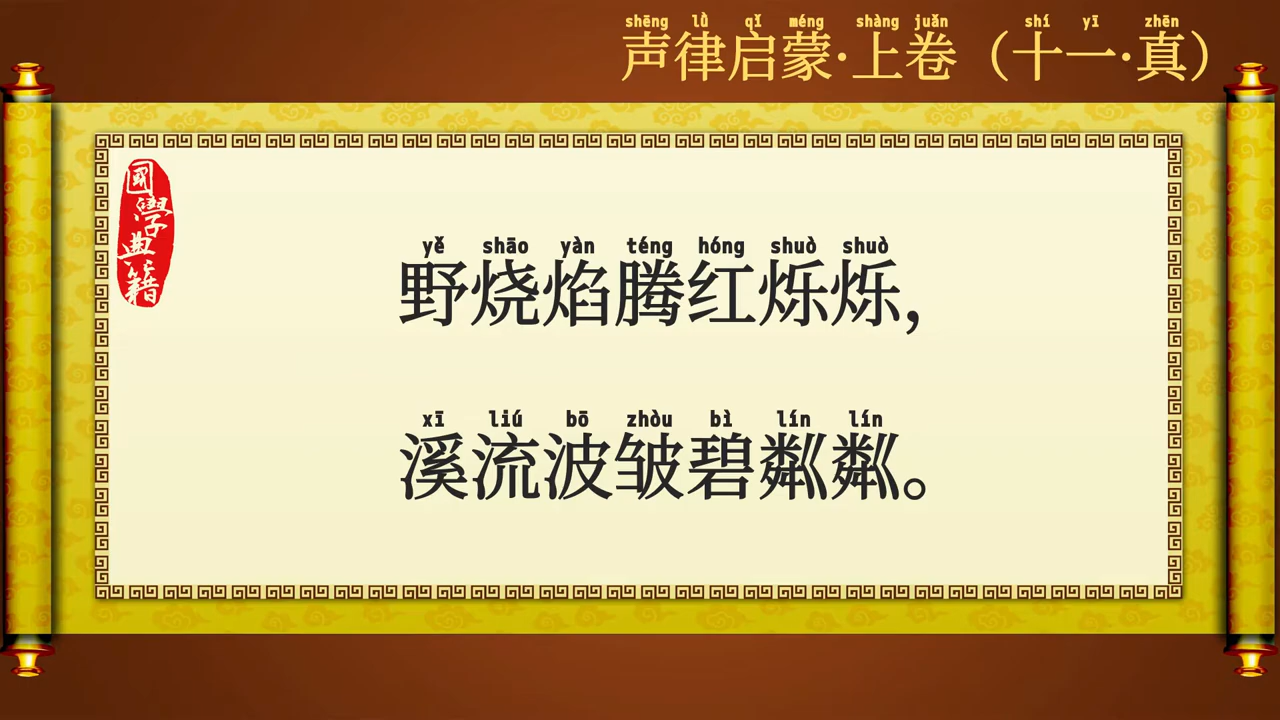 shēng lǜ qǐ méng shàng juǎn shí yī zhēn
声律启蒙·上卷（十一·真）
國學典籍
yě shāo yàn téng hóng shuò shuò
野烧焰腾红烁烁，
xī liú bō zhòu bì lín lín
溪流波皱碧粼粼。